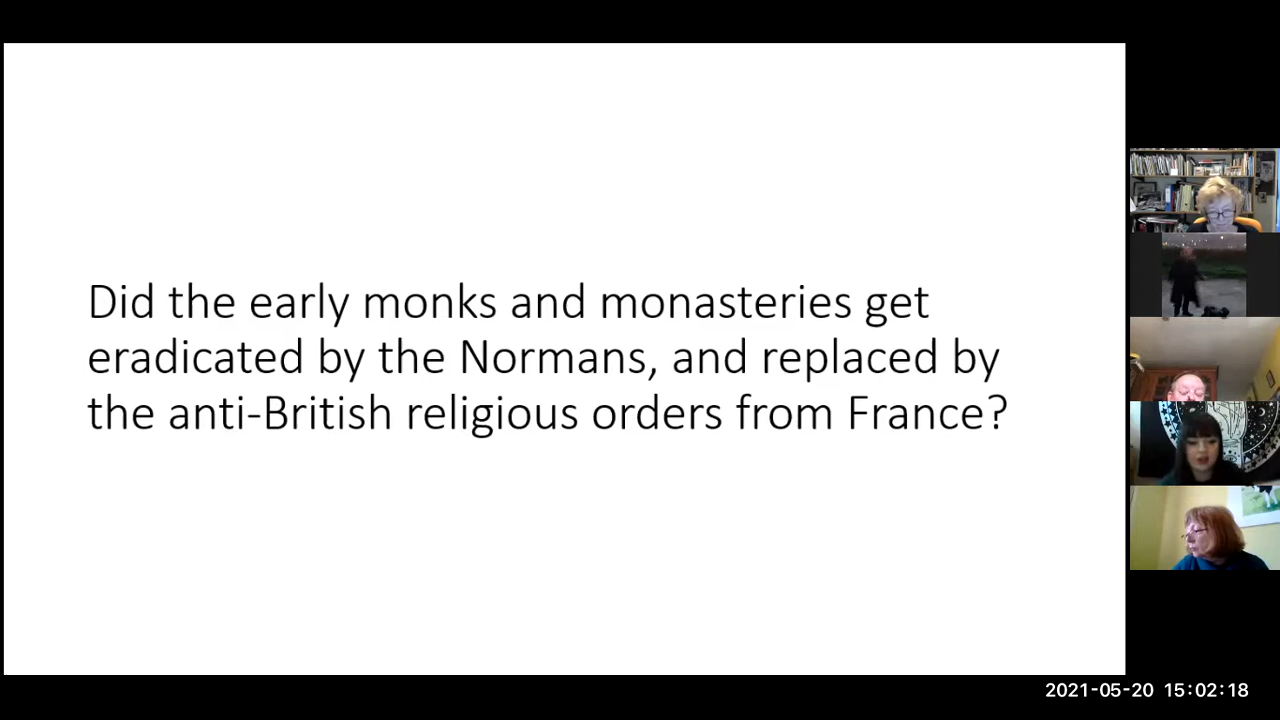 Did the early monks and monasteries get
eradicated by the Normans, and replaced by
the anti-British religious orders from France?
2021-05-20 15:02:18